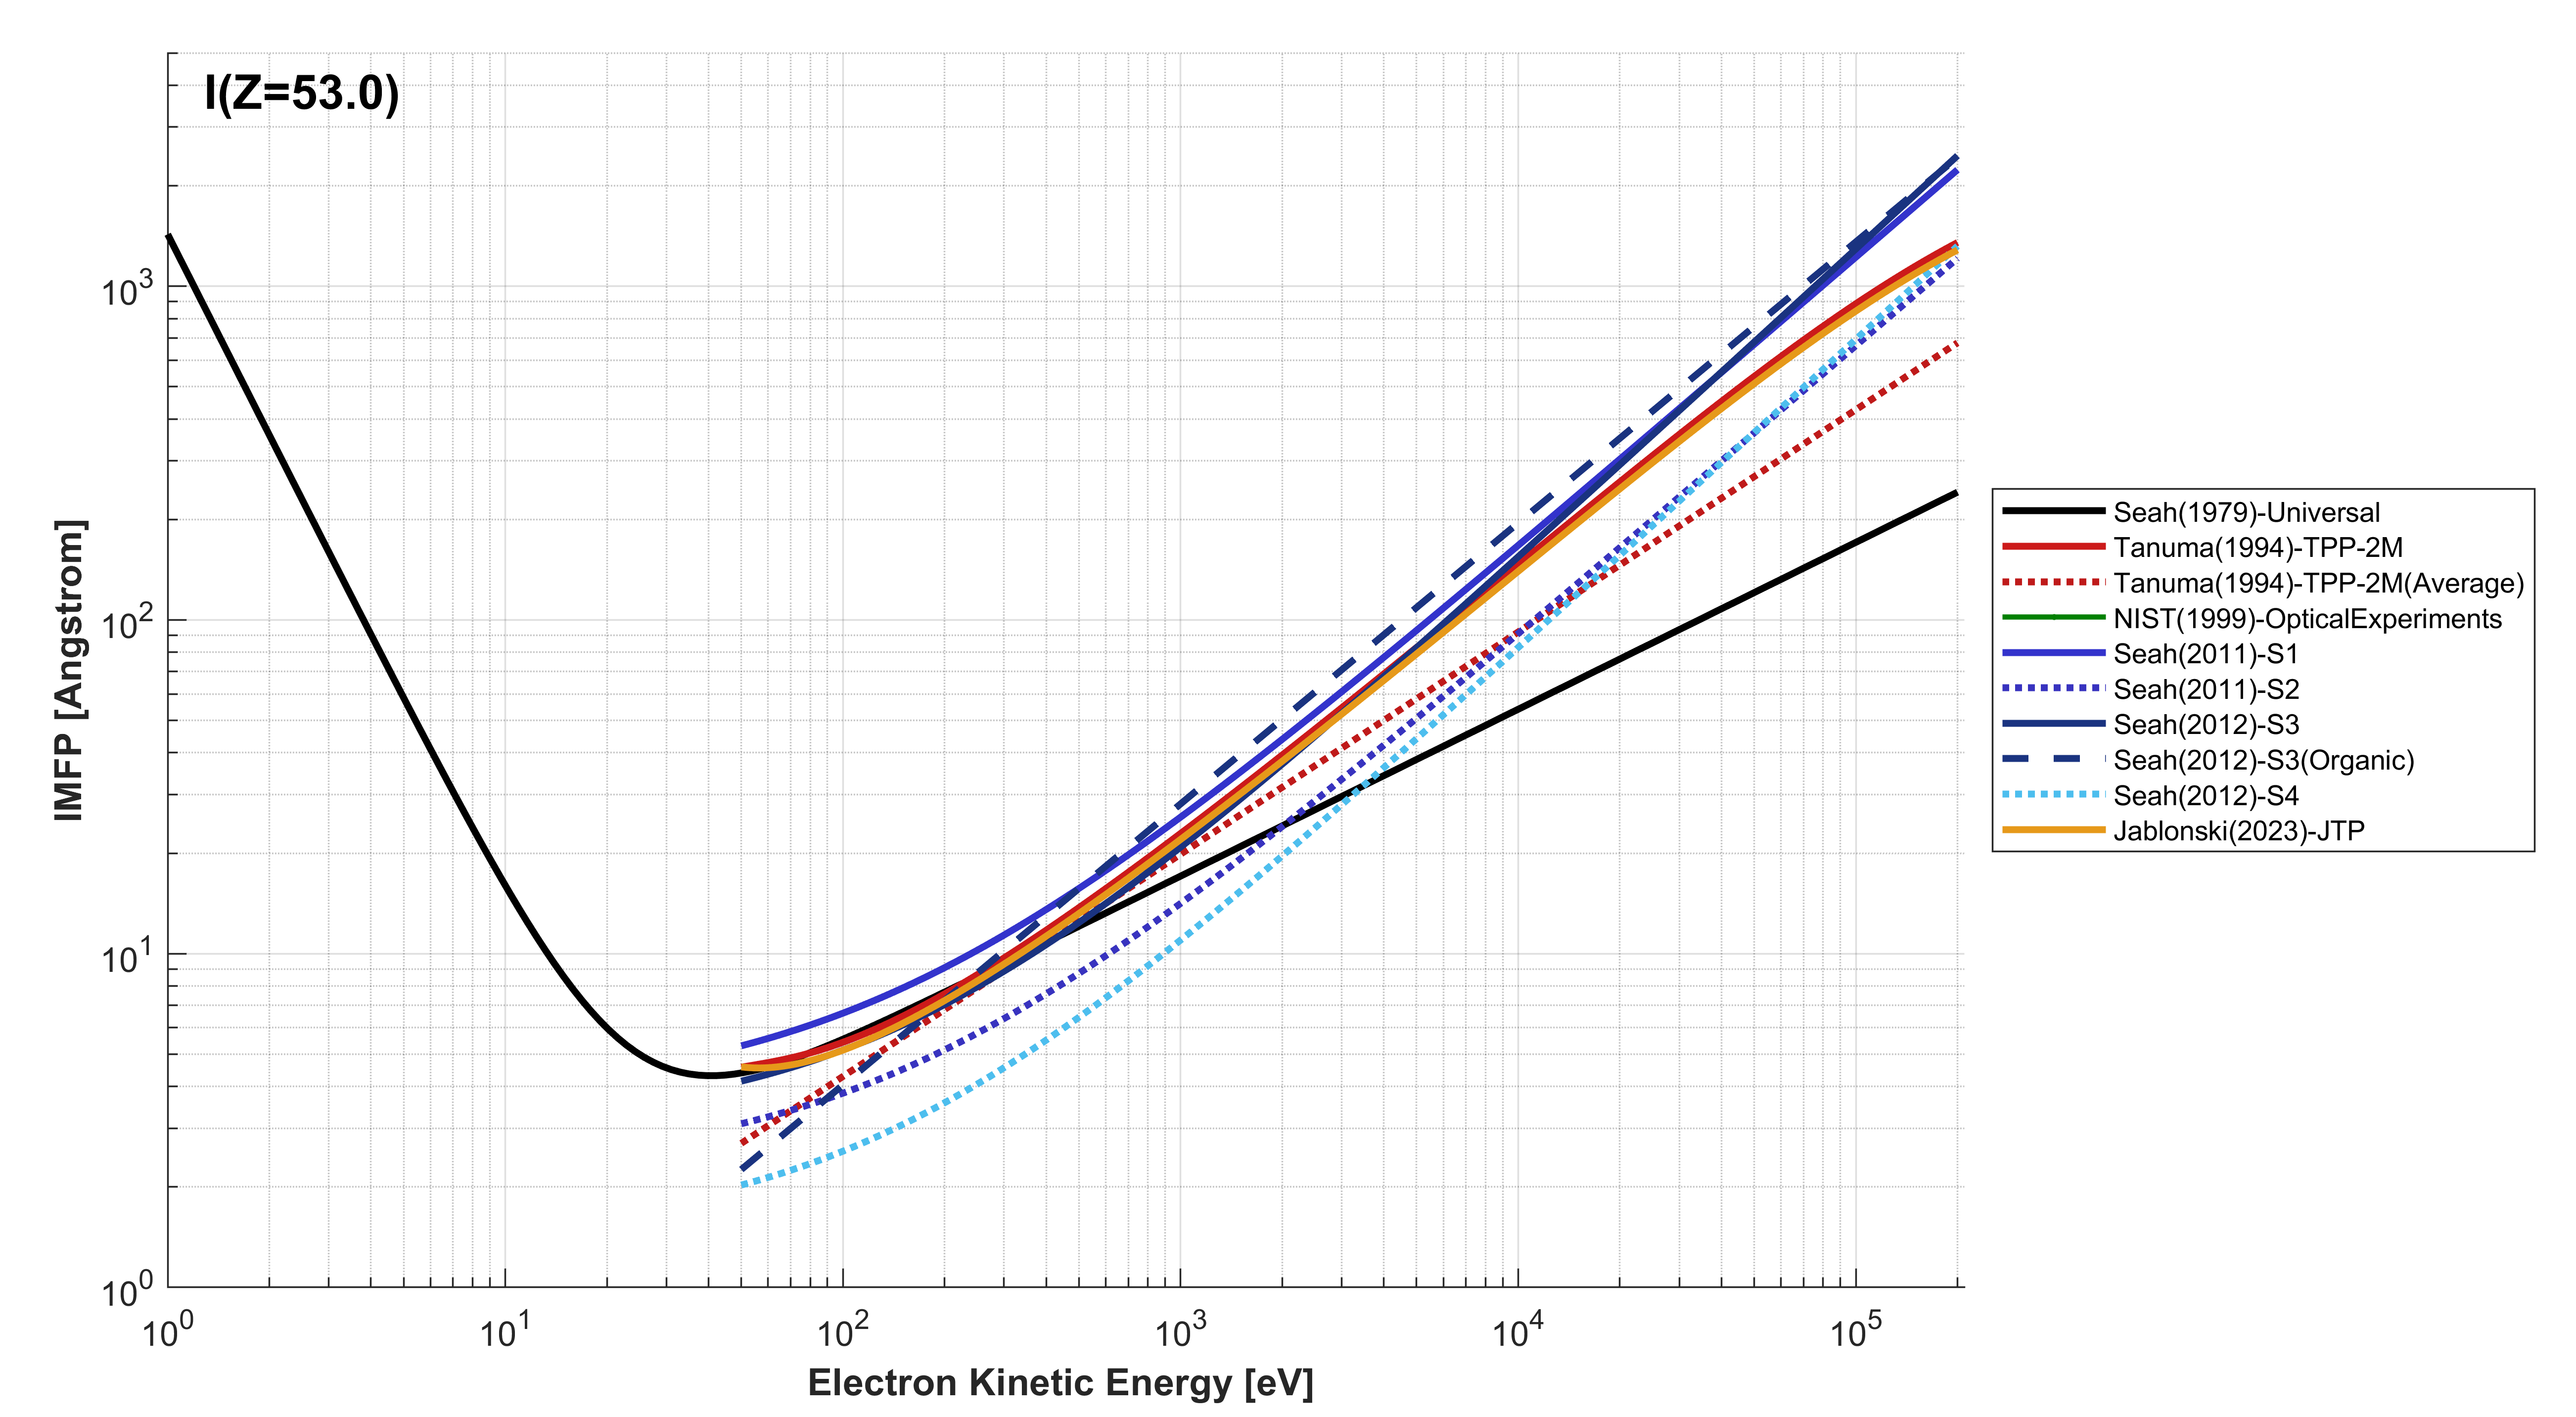 I(Z=53.0)
IMFP [Angstrom]
10^3
10^2
10^1
10^0
10^0 10^1 10^2 10^3 10^4 10^5
Electron Kinetic Energy [eV]
Seah(1979)-Universal
Tanuma(1994)-TPP-2M
Tanuma(1994)-TPP-2M(Average)
NIST(1999)-OpticalExperiments
Seah(2011)-S1
Seah(2011)-S2
Seah(2012)-S3
Seah(2012)-S3(Organic)
Seah(2012)-S4
Jablonski(2023)-JTP